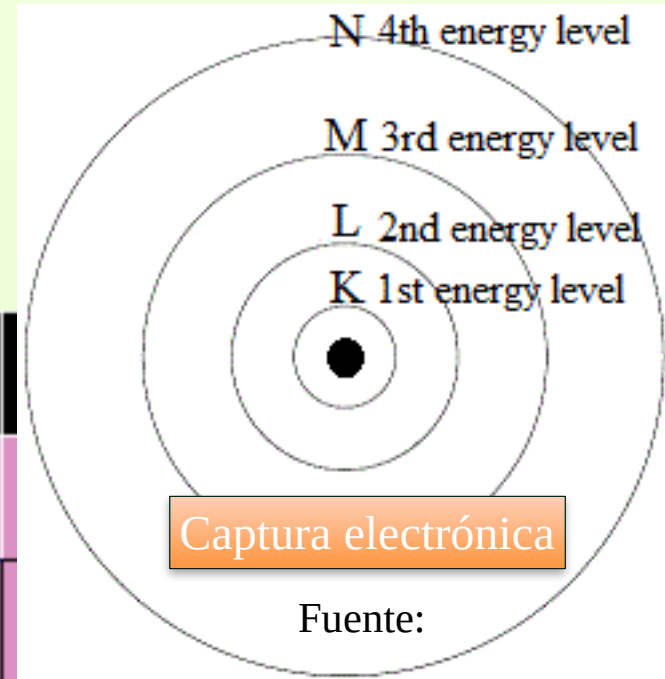 N 4th energy level
M 3rd energy level
L 2nd energy level
K 1st energy level
Captura electrónica
Fuente: